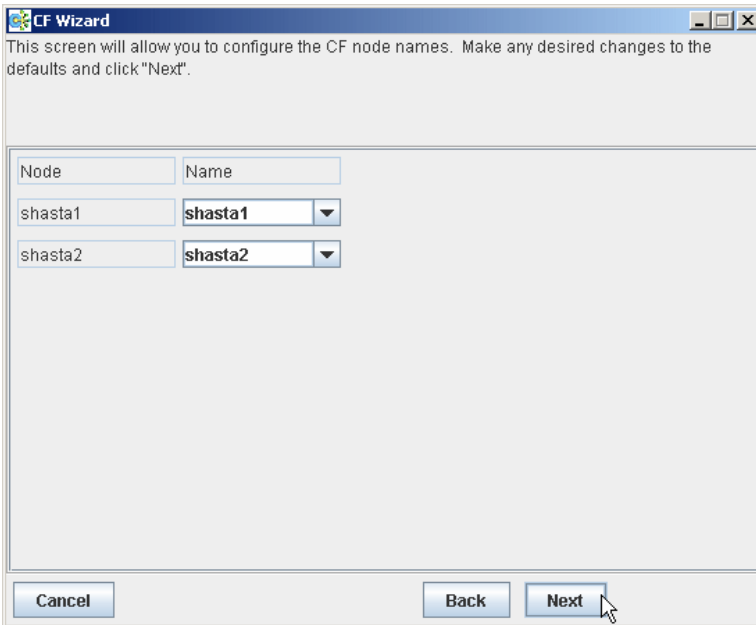 CF Wizard
This screen will allow you to configure the CF node names.  Make any desired changes to the
defaults and click "Next".
Node Name
shasta1 shasta1
shasta2 shasta2
Cancel Back Next